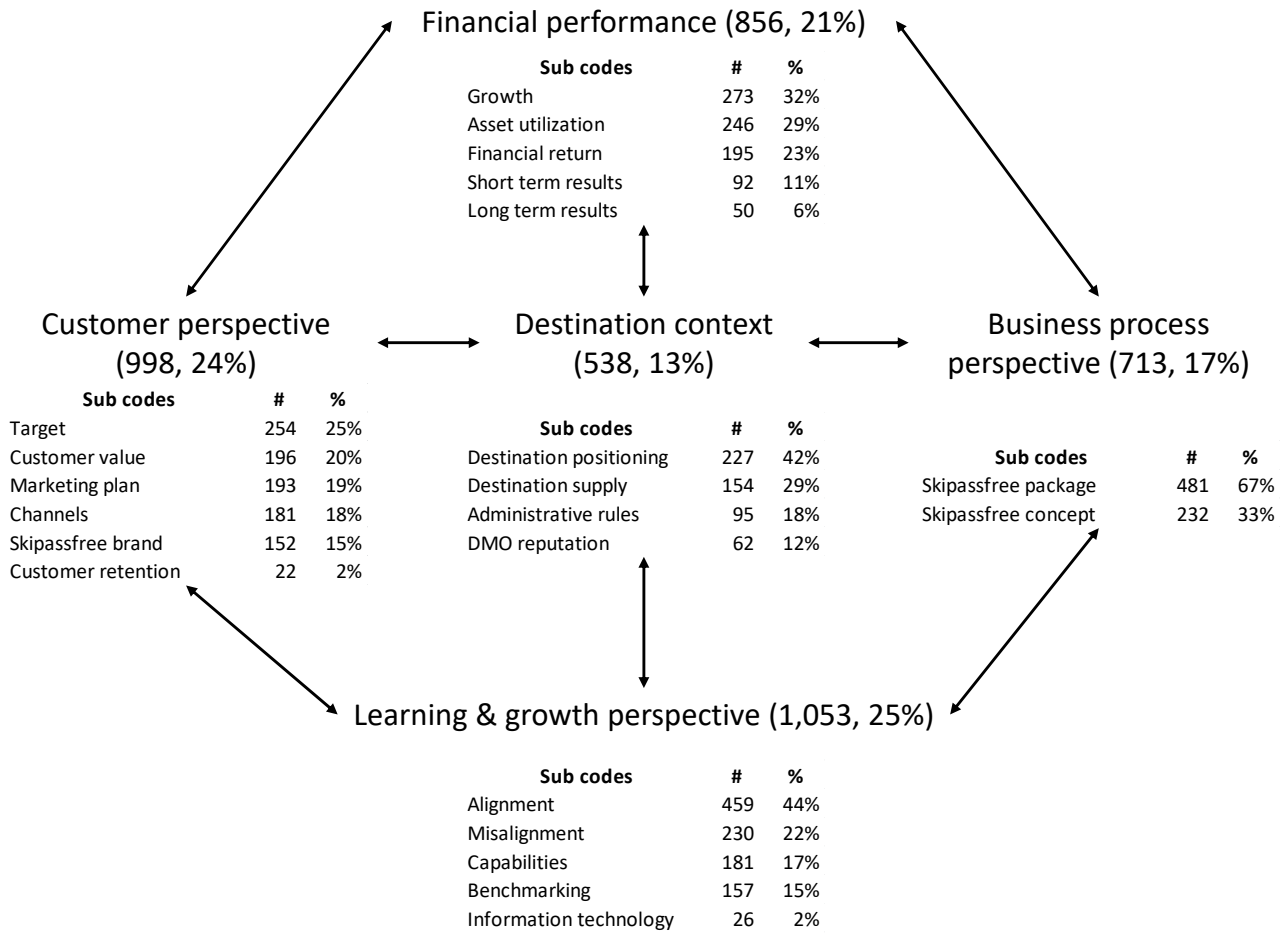 Financial performance (856, 21%)
Sub codes # %
Growth 273 32%
Asset utilization 246 29%
Financial return 195 23%
Short term results 92 11%
Long term results 50 6%
Customer perspective
(998, 24%)
Sub codes # %
Target 254 25%
Customer value 196 20%
Marketing plan 193 19%
Channels 181 18%
Skipassfree brand 152 15%
Customer retention 22 2%
Destination context
(538, 13%)
Sub codes # %
Destination positioning 227 42%
Destination supply 154 29%
Administrative rules 95 18%
DMO reputation 62 12%
Business process
perspective (713, 17%)
Sub codes # %
Skipassfree package 481 67%
Skipassfree concept 232 33%
Learning & growth perspective (1,053, 25%)
Sub codes # %
Alignment 459 44%
Misalignment 230 22%
Capabilities 181 17%
Benchmarking 157 15%
Information technology 26 2%